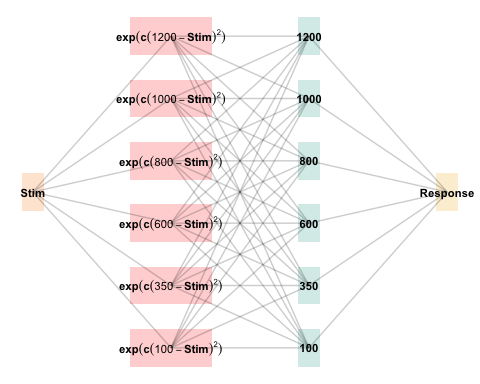 exp(c(1200 – Stim)²) 1200
exp(c(1000 – Stim)²) 1000
exp(c(800 – Stim)²) 800
Stim Response
exp(c(600 – Stim)²) 600
exp(c(350 – Stim)²) 350
exp(c(100 – Stim)²) 100